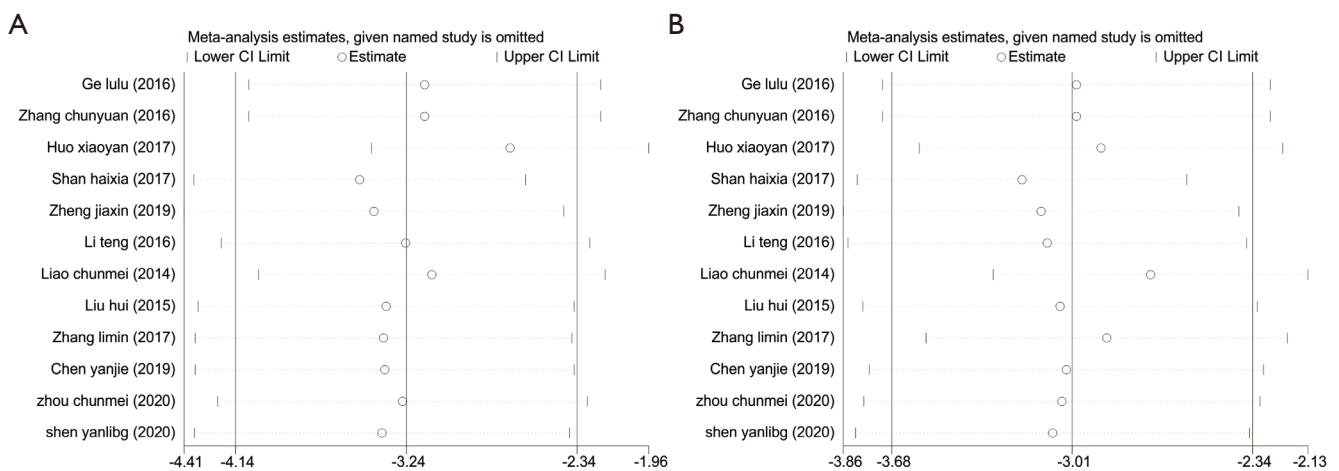 A
Meta-analysis estimates, given named study is omitted
| Lower CI Limit ○ Estimate | Upper CI Limit
Ge lulu (2016)
Zhang chunyuan (2016)
Huo xiaoyan (2017)
Shan haixia (2017)
Zheng jiaxin (2019)
Li teng (2016)
Liao chunmei (2014)
Liu hui (2015)
Zhang limin (2017)
Chen yanjie (2019)
zhou chunmei (2020)
shen yanlibg (2020)
-4.41 -4.14 -3.24 -2.34 -1.96
B
Meta-analysis estimates, given named study is omitted
| Lower CI Limit ○ Estimate | Upper CI Limit
Ge lulu (2016)
Zhang chunyuan (2016)
Huo xiaoyan (2017)
Shan haixia (2017)
Zheng jiaxin (2019)
Li teng (2016)
Liao chunmei (2014)
Liu hui (2015)
Zhang limin (2017)
Chen yanjie (2019)
zhou chunmei (2020)
shen yanlibg (2020)
-3.86 -3.68 -3.01 -2.34 -2.13